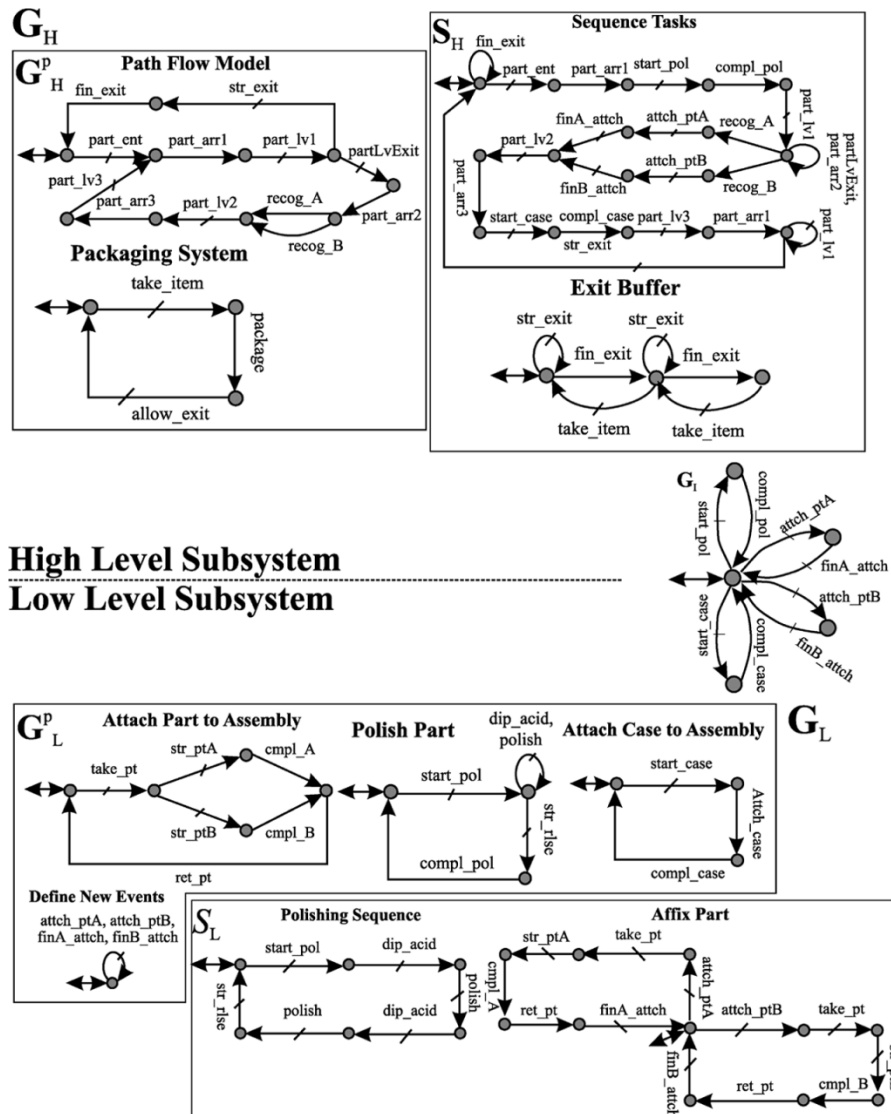 G_H
G^p_H
Path Flow Model
fin_exit
str_exit
part_ent
part_arr1
part_lv1
partLvExit
part_lv3
part_arr3
part_lv2
recog_A
recog_B
part_arr2
Packaging System
take_item
package
allow_exit
S_H
Sequence Tasks
fin_exit
part_ent
part_arr1
start_pol
compl_pol
part_lv1
part_lv2
finA_attch
attch_ptA
recog_A
finB_attch
attch_ptB
recog_B
partLvExit,
part_arr2
part_arr3
start_case
compl_case
str_exit
part_lv3
part_arr1
part_lv1
Exit Buffer
str_exit
str_exit
fin_exit
fin_exit
take_item
take_item
G_I
start_pol
compl_pol
attch_ptA
finA_attch
attch_ptB
finB_attch
start_case
compl_case
High Level Subsystem
Low Level Subsystem
G^p_L
G_L
Attach Part to Assembly
take_pt
str_ptA
cmpl_A
str_ptB
cmpl_B
ret_pt
Polish Part
dip_acid,
polish
start_pol
str_rlse
compl_pol
Attach Case to Assembly
start_case
Attch_case
compl_case
Define New Events
attch_ptA, attch_ptB,
finA_attch, finB_attch
S_L
Polishing Sequence
start_pol
dip_acid
polish
dip_acid
polish
str_rlse
Affix Part
str_ptA
take_pt
attch_ptA
cmpl_A
ret_pt
finA_attch
attch_ptB
take_pt
cmpl_B
ret_pt
finB_attch